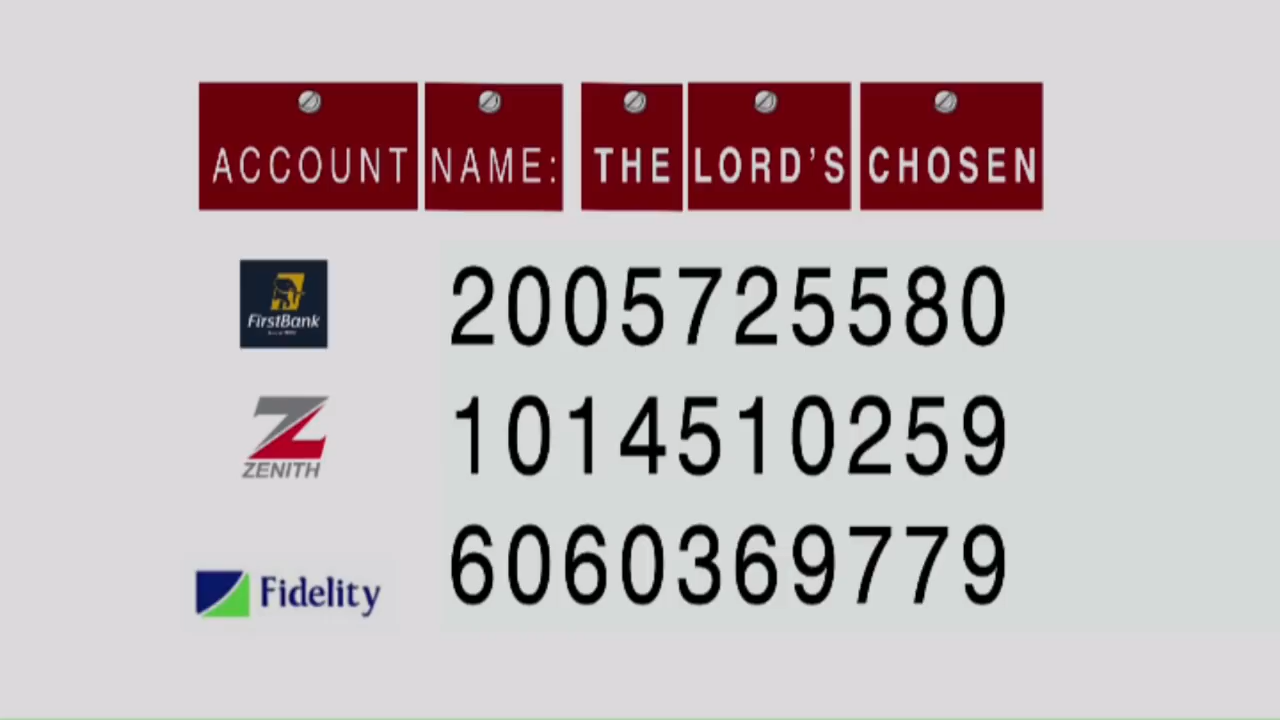 ACCOUNT NAME: THE LORD'S CHOSEN
FirstBank
2005725580
ZENITH
1014510259
Fidelity
6060369779